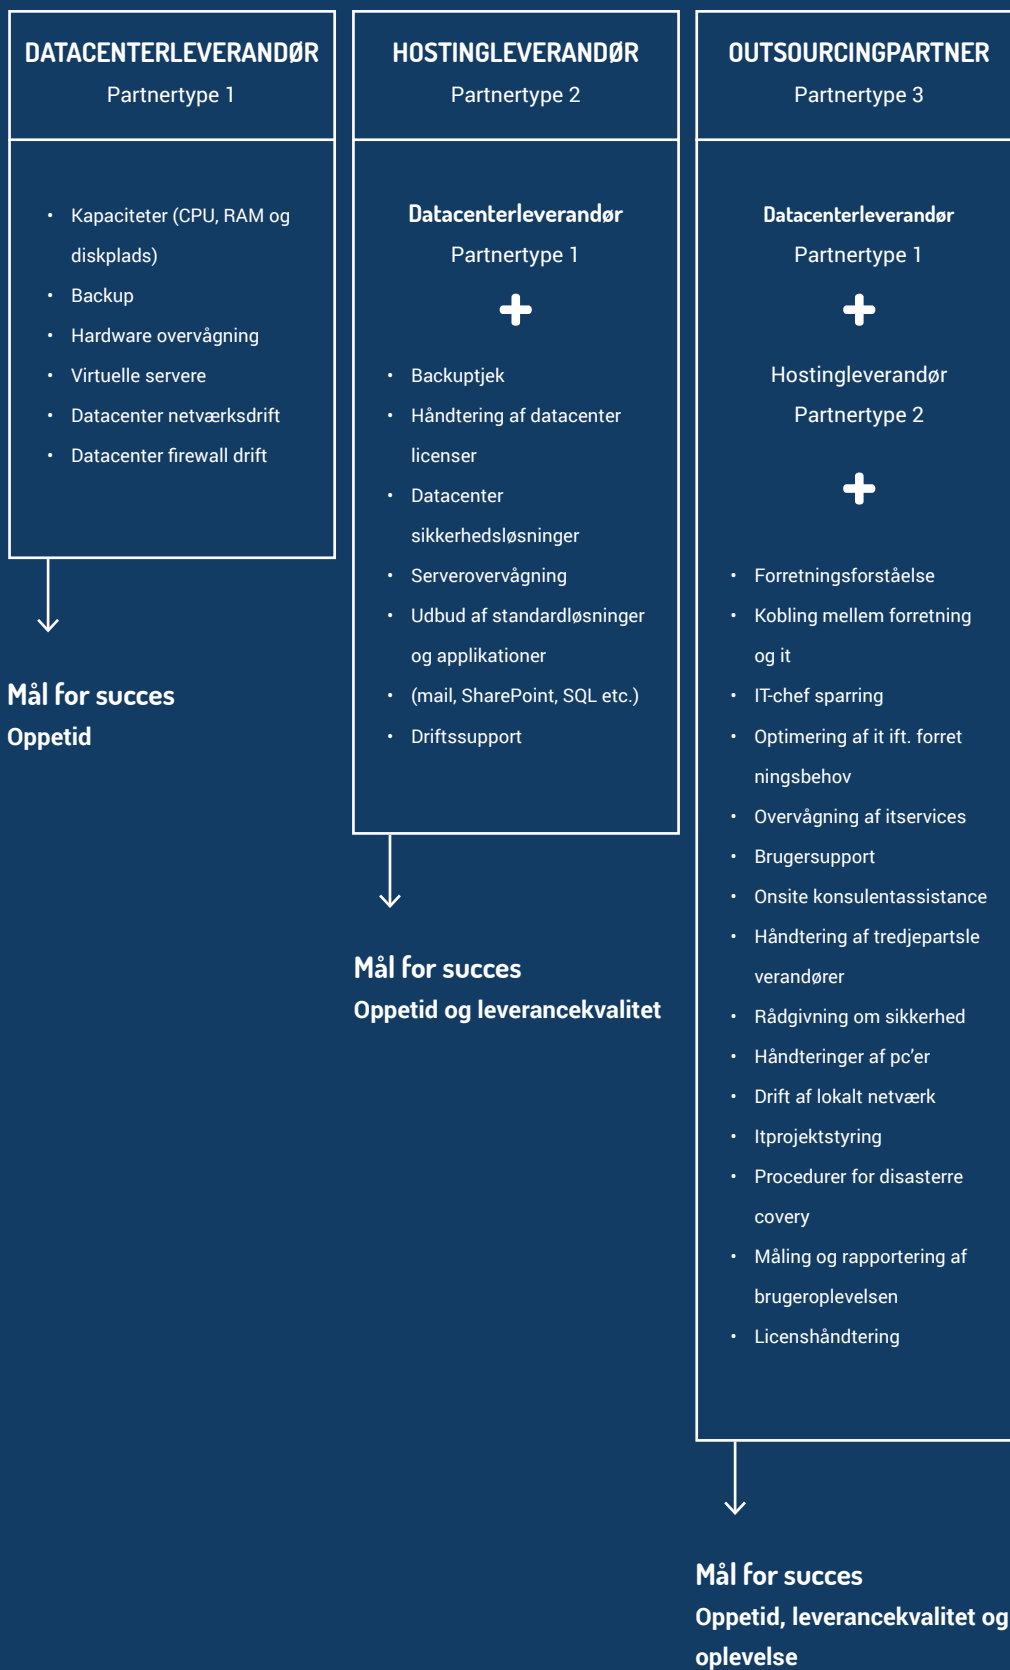 DATACENTERLEVERANDØR
Partnertype 1
• Kapaciteter (CPU, RAM og
diskplads)
• Backup
• Hardware overvågning
• Virtuelle servere
• Datacenter netværksdrift
• Datacenter firewall drift
Mål for succes
Oppetid
HOSTINGLEVERANDØR
Partnertype 2
Datacenterleverandør
Partnertype 1
+
• Backuptjek
• Håndtering af datacenter
licenser
• Datacenter
sikkerhedsløsninger
• Serverovervågning
• Udbud af standardløsninger
og applikationer
• (mail, SharePoint, SQL etc.)
• Driftssupport
Mål for succes
Oppetid og leverancekvalitet
OUTSOURCINGPARTNER
Partnertype 3
Datacenterleverandør
Partnertype 1
+
Hostingleverandør
Partnertype 2
+
• Forretningsforståelse
• Kobling mellem forretning
og it
• IT-chef sparring
• Optimering af it ift. forret
ningsbehov
• Overvågning af itservices
• Brugersupport
• Onsite konsulentassistance
• Håndtering af tredjepartsle
verandører
• Rådgivning om sikkerhed
• Håndteringer af pc'er
• Drift af lokalt netværk
• Itprojektstyring
• Procedurer for disasterre
covery
• Måling og rapportering af
brugeroplevelsen
• Licenshåndtering
Mål for succes
Oppetid, leverancekvalitet og
oplevelse